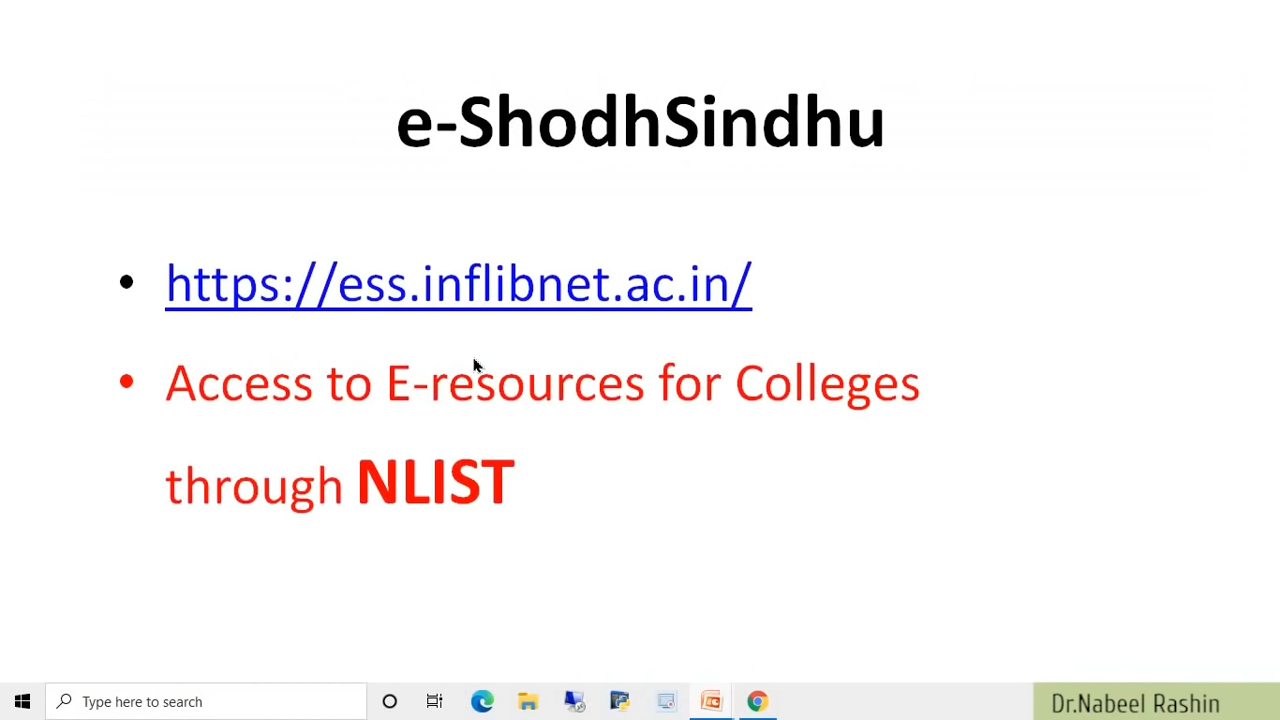 e-ShodhSindhu
• https://ess.inflibnet.ac.in/
• Access to E-resources for Colleges
through NLIST
Type here to search
Dr.Nabeel Rashin